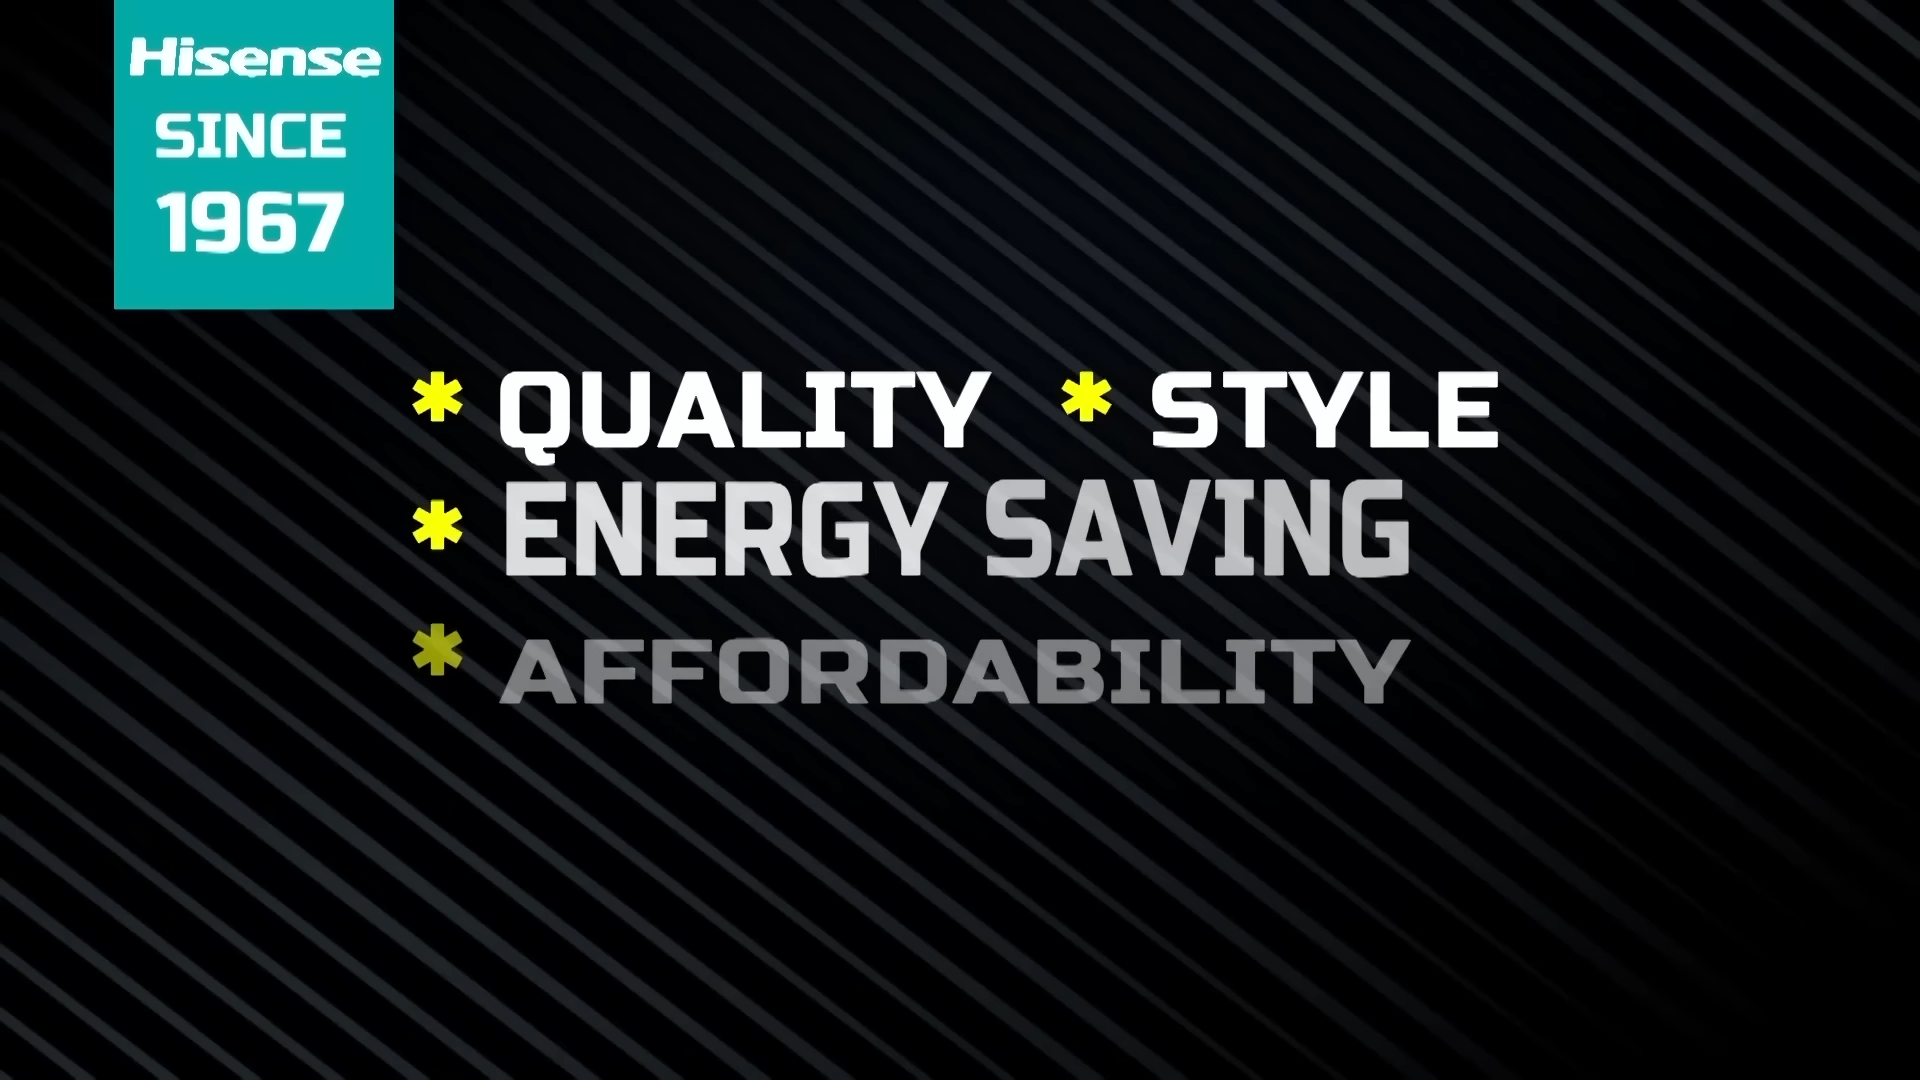 Hisense
SINCE
1967
* QUALITY * STYLE
* ENERGY SAVING
* AFFORDABILITY